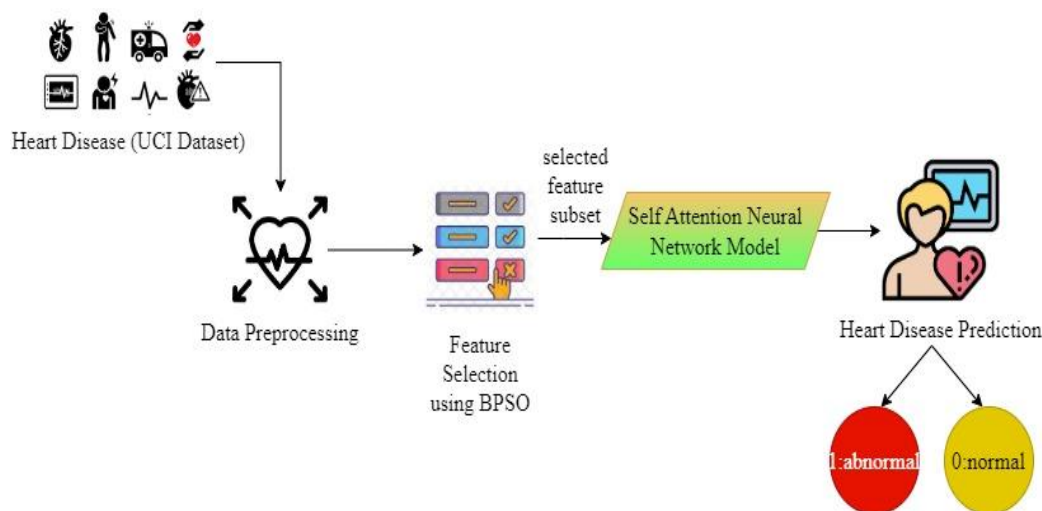 Heart Disease (UCI Dataset)
Data Preprocessing
Feature
Selection
using BPSO
selected
feature
subset
Self Attention Neural
Network Model
Heart Disease Prediction
1:abnormal
0:normal